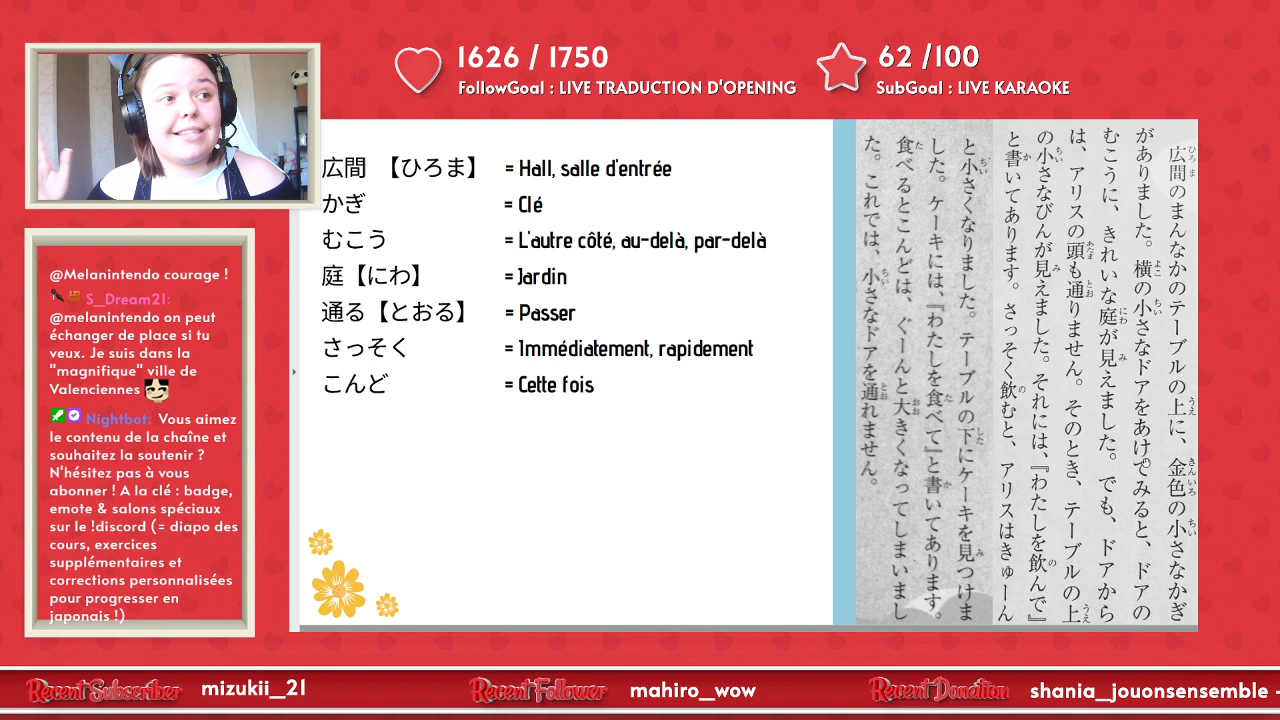 1626 / 1750
FollowGoal : LIVE TRADUCTION D'OPENING
62 /100
SubGoal : LIVE KARAOKE
広間 【ひろま】 = Hall, salle d'entrée
かぎ = Clé
むこう = L'autre côté, au-delà, par-delà
庭【にわ】 = Jardin
通る【とおる】 = Passer
さっそく = Immédiatement, rapidement
こんど = Cette fois
広間のまんなかのテーブルの上に、金色の小さなかぎ
がありました。横の小さなドアをあけてみると、ドアの
むこうに、きれいな庭が見えました。でも、ドアから
は、アリスの頭も通りません。そのとき、テーブルの上
の小さなびんが見えました。それには、『わたしを飲んで』
と書いてあります。さっそく飲むと、アリスはきゅーん
と小さくなりました。テーブルの下にケーキを見つけま
した。ケーキには、『わたしを食べて』と書いてあります。
食べるとこんどは、ぐーんと大きくなってしまいまし
た。これでは、小さなドアを通れません。
@Melanintendo courage !
S_Dream21:
@melanintendo on peut
échanger de place si tu
veux. Je suis dans la
"magnifique" ville de
Valenciennes
Nightbot: Vous aimez
le contenu de la chaîne et
souhaitez la soutenir ?
N'hésitez pas à vous
abonner ! A la clé : badge,
emote & salons spéciaux
sur le !discord (= diapo des
cours, exercices
supplémentaires et
corrections personnalisées
pour progresser en
japonais !)
Recent Subscriber mizukii_21
Recent Follower mahiro_wow
Recent Donation shania_jouonsensemble -